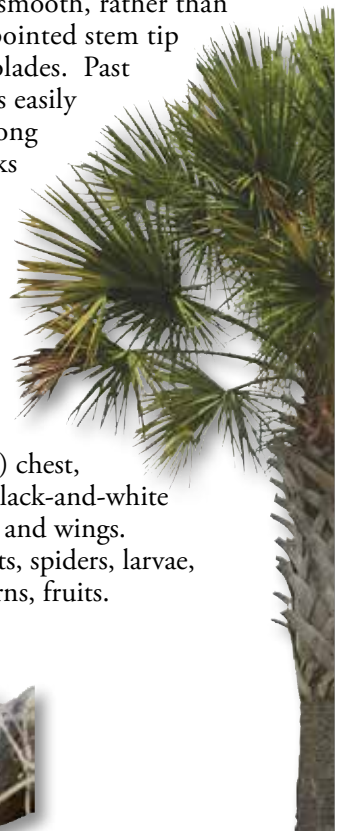 smooth, rather than
pointed stem tip
blades. Past
s easily
ong
ks
) chest,
lack-and-white
and wings.
ts, spiders, larvae,
rns, fruits.